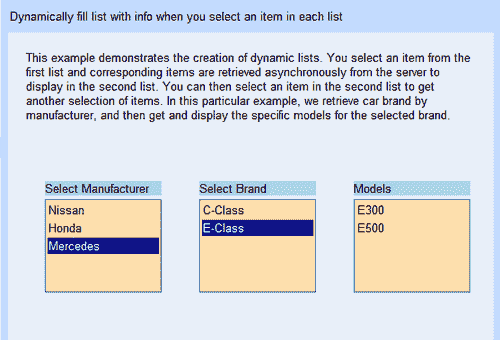 Dynamically fill list with info when you select an item in each list
This example demonstrates the creation of dynamic lists. You select an item from the
first list and corresponding items are retrieved asynchronously from the server to
display in the second list. You can then select an item in the second list to get
another selection of items. In this particular example, we retrieve car brand by
manufacturer, and then get and display the specific models for the selected brand.
Select Manufacturer
Nissan
Honda
Mercedes
Select Brand
C-Class
E-Class
Models
E300
E500